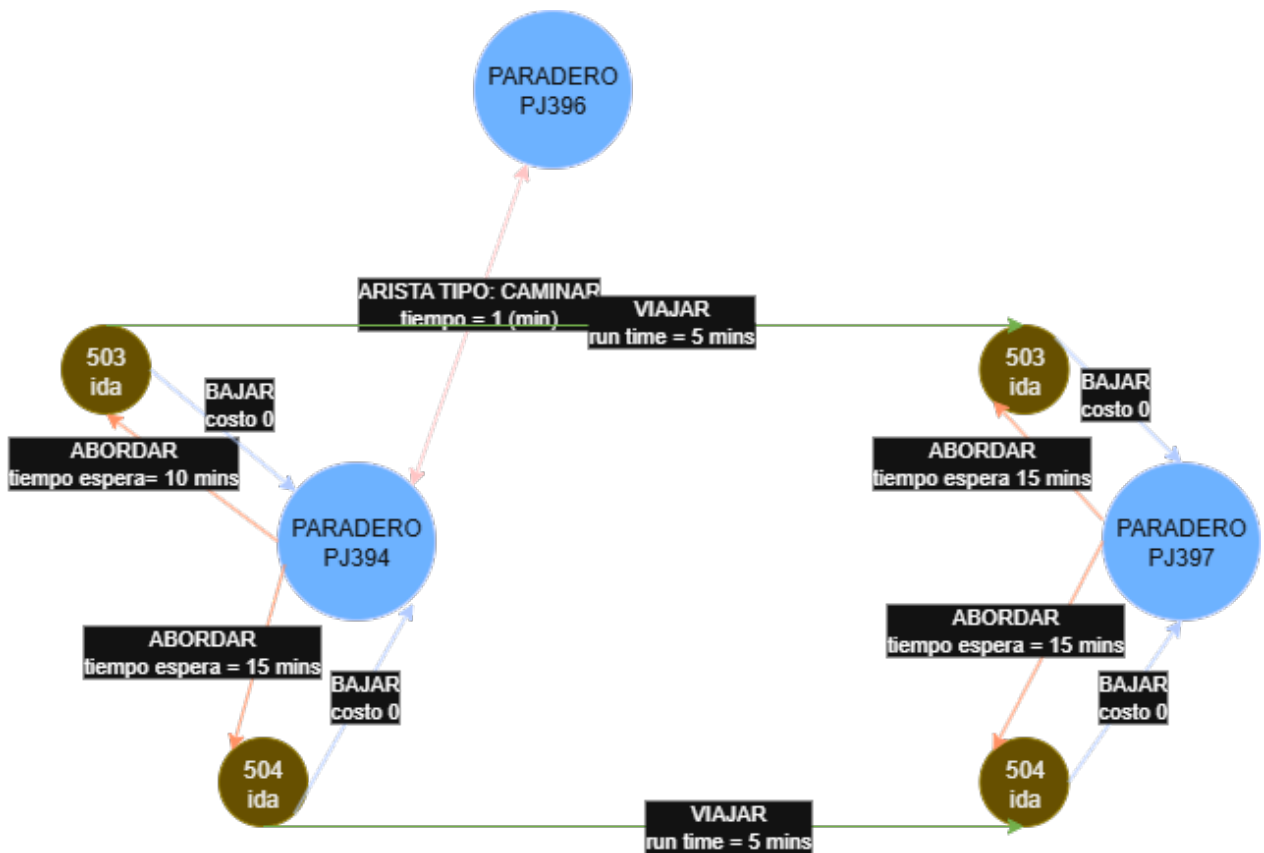 PARADERO
PJ396
ARISTA TIPO: CAMINAR
tiempo = 1 (min)
VIAJAR
run time = 5 mins
503
ida
BAJAR
costo 0
ABORDAR
tiempo espera= 10 mins
PARADERO
PJ394
ABORDAR
tiempo espera = 15 mins
BAJAR
costo 0
504
ida
VIAJAR
run time = 5 mins
503
ida
BAJAR
costo 0
ABORDAR
tiempo espera 15 mins
PARADERO
PJ397
ABORDAR
tiempo espera = 15 mins
BAJAR
costo 0
504
ida